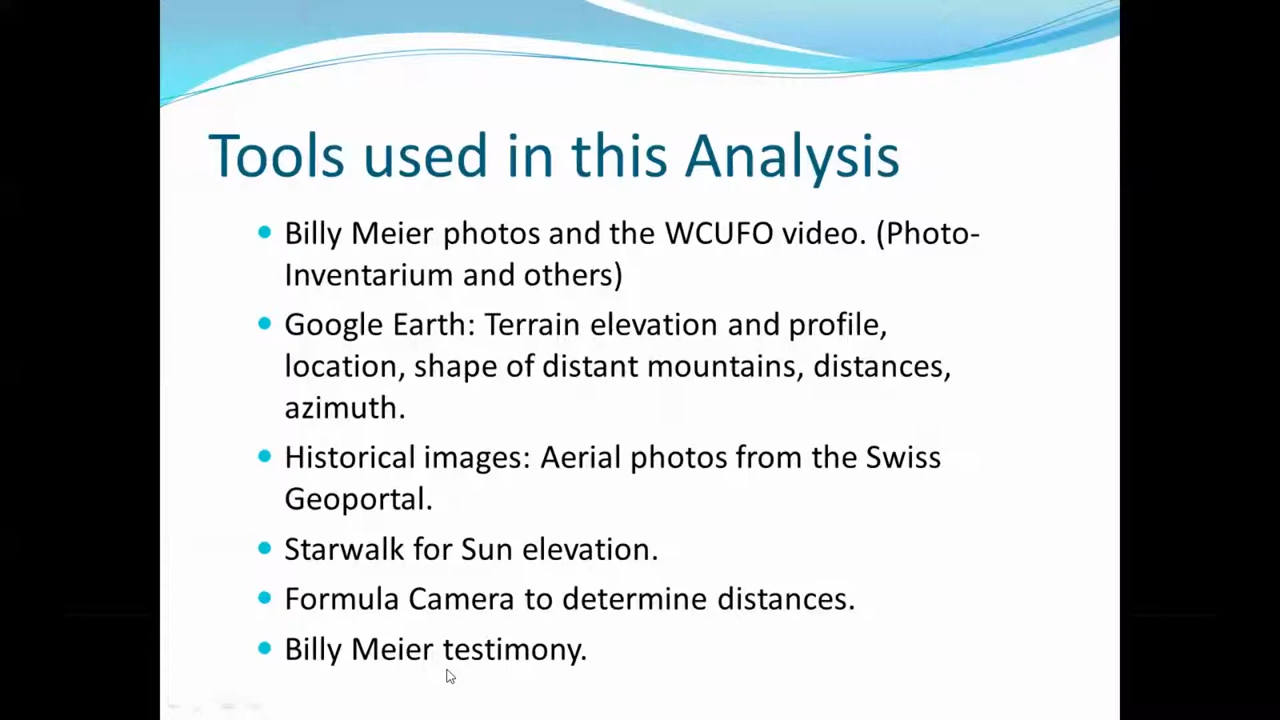 Tools used in this Analysis
• Billy Meier photos and the WCUFO video. (Photo-
Inventarium and others)
• Google Earth: Terrain elevation and profile,
location, shape of distant mountains, distances,
azimuth.
• Historical images: Aerial photos from the Swiss
Geoportal.
• Starwalk for Sun elevation.
• Formula Camera to determine distances.
• Billy Meier testimony.